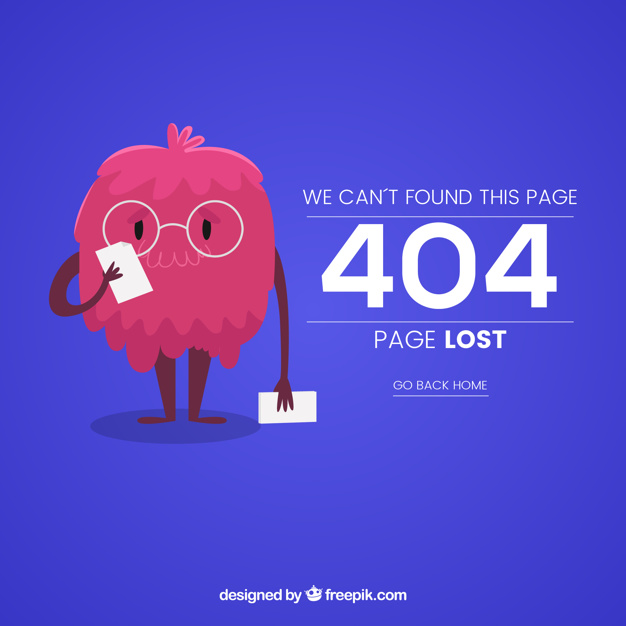 WE CAN´T FOUND THIS PAGE
404
PAGE LOST
GO BACK HOME
designed by freepik.com